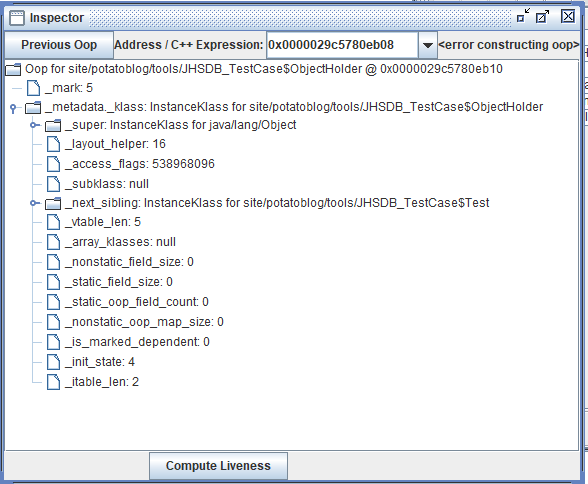 Inspector
Previous Oop Address / C++ Expression: 0x0000029c5780eb08 <error constructing oop>
Oop for site/potatoblog/tools/JHSDB_TestCase$ObjectHolder @ 0x0000029c5780eb10
_mark: 5
_metadata._klass: InstanceKlass for site/potatoblog/tools/JHSDB_TestCase$ObjectHolder
_super: InstanceKlass for java/lang/Object
_layout_helper: 16
_access_flags: 538968096
_subklass: null
_next_sibling: InstanceKlass for site/potatoblog/tools/JHSDB_TestCase$Test
_vtable_len: 5
_array_klasses: null
_nonstatic_field_size: 0
_static_field_size: 0
_static_oop_field_count: 0
_nonstatic_oop_map_size: 0
_is_marked_dependent: 0
_init_state: 4
_itable_len: 2
Compute Liveness